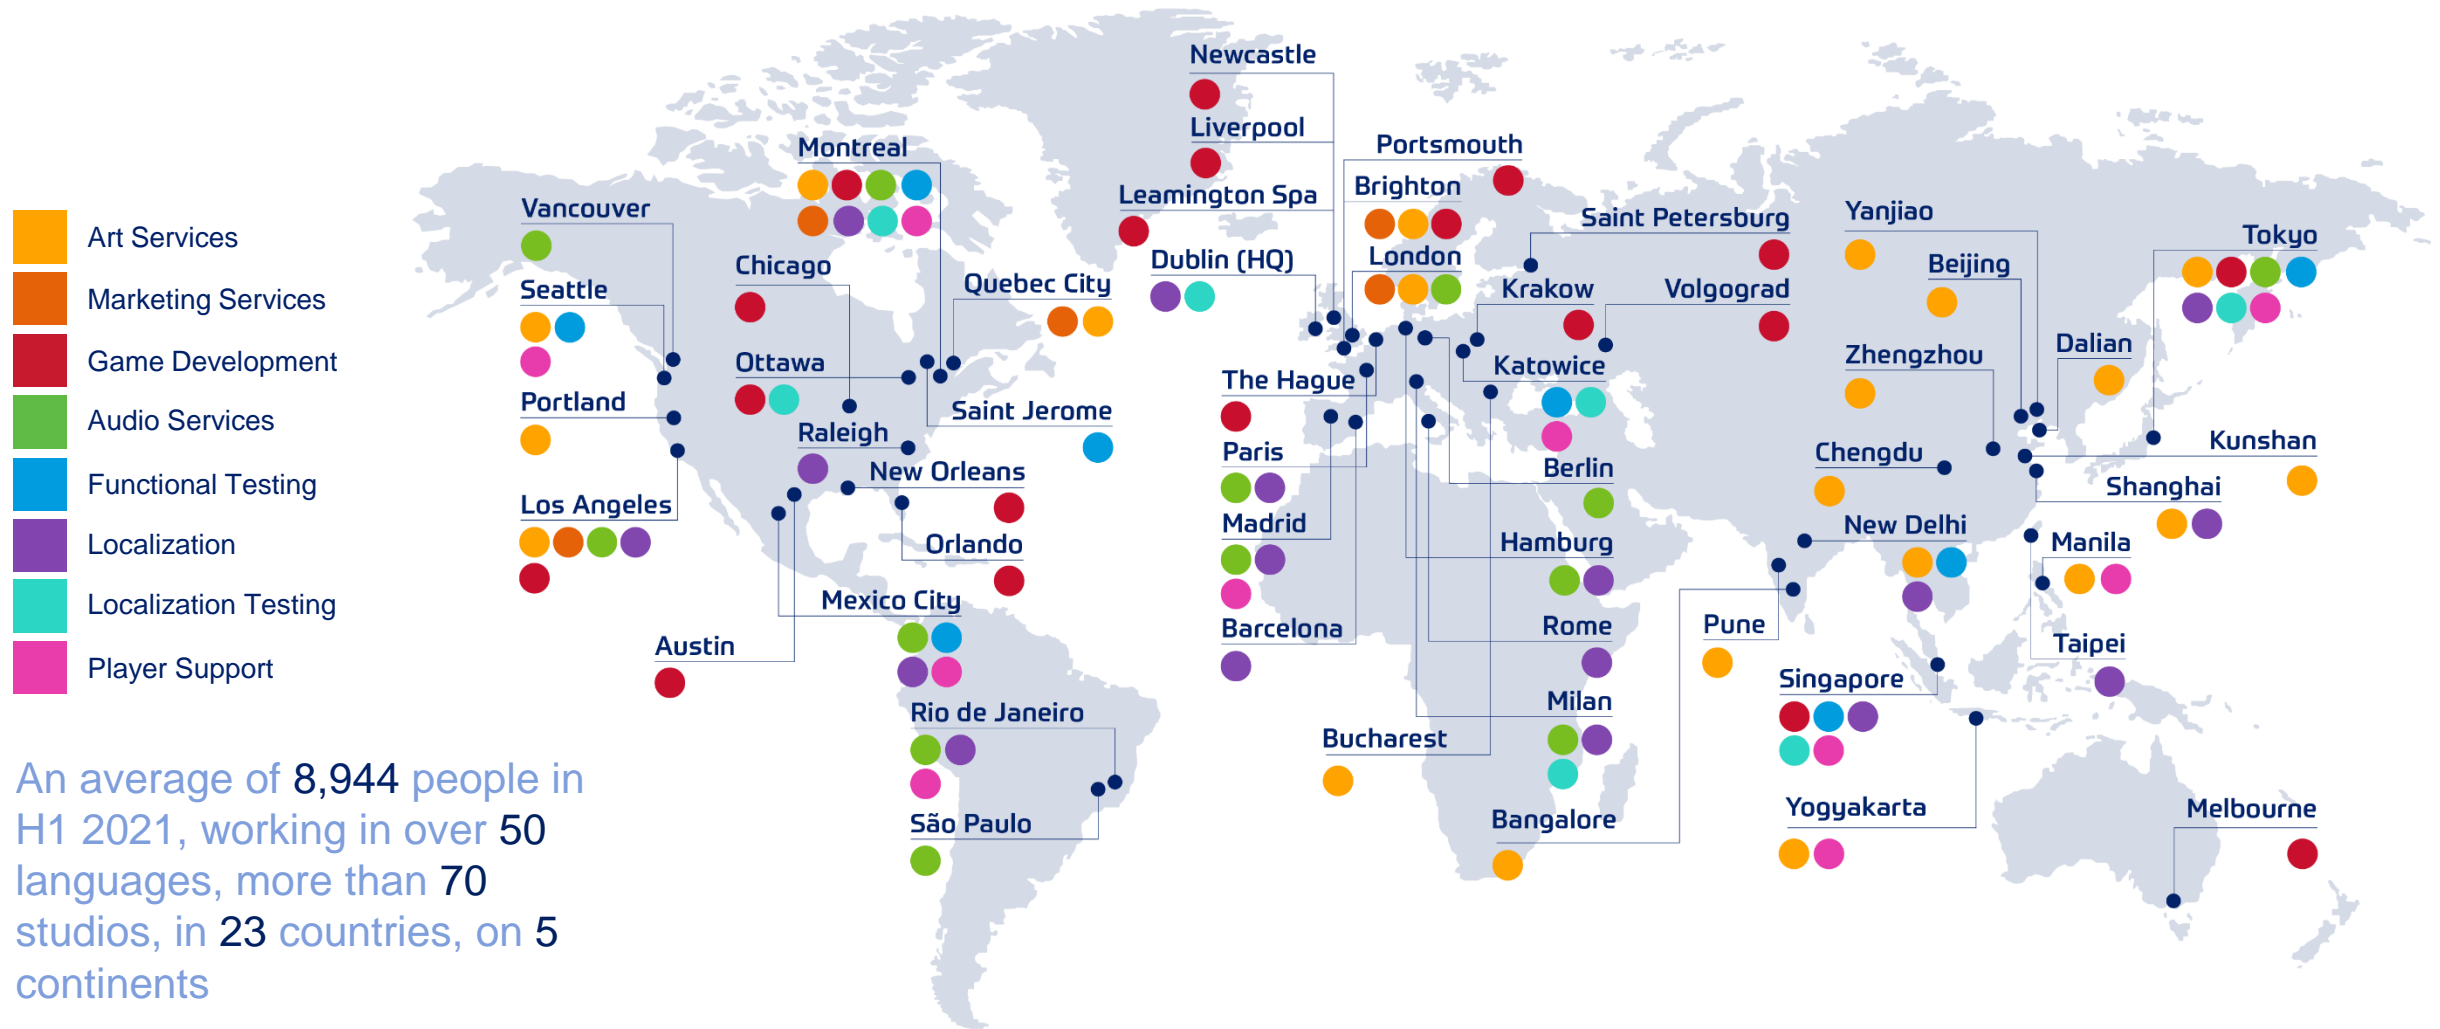 Art Services
Marketing Services
Game Development
Audio Services
Functional Testing
Localization
Localization Testing
Player Support
An average of 8,944 people in
H1 2021, working in over 50
languages, more than 70
studios, in 23 countries, on 5
continents
Vancouver
Seattle
Portland
Los Angeles
Montreal
Chicago
Ottawa
Raleigh
Quebec City
Saint Jerome
New Orleans
Orlando
Mexico City
Austin
Rio de Janeiro
São Paulo
Newcastle
Liverpool
Leamington Spa
Dublin (HQ)
Portsmouth
Brighton
London
The Hague
Paris
Madrid
Barcelona
Bucharest
Saint Petersburg
Krakow
Volgograd
Katowice
Berlin
Hamburg
Rome
Milan
Bangalore
Yanjiao
Beijing
Zhengzhou
Chengdu
New Delhi
Pune
Singapore
Yogyakarta
Tokyo
Dalian
Kunshan
Shanghai
Manila
Taipei
Melbourne